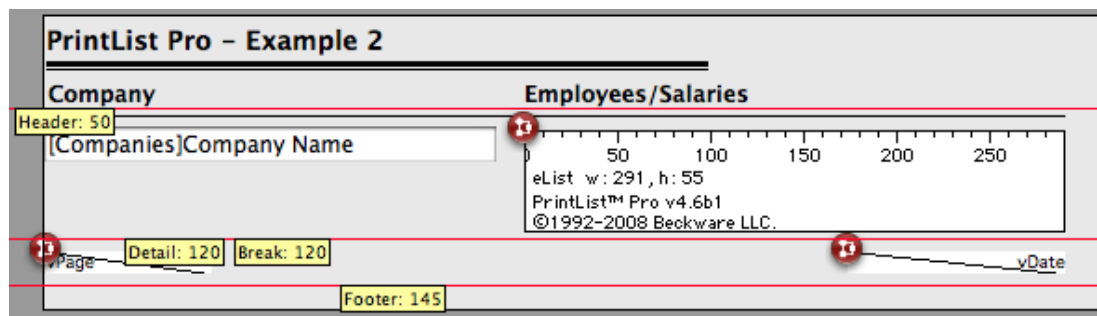 PrintList Pro – Example 2
Company
Employees/Salaries
Header: 50
[Companies]Company Name
0 50 100 150 200 250
eList w: 291, h: 55
PrintList™ Pro v4.6b1
©1992–2008 Beckware LLC.
vPage
Detail: 120
Break: 120
vDate
Footer: 145